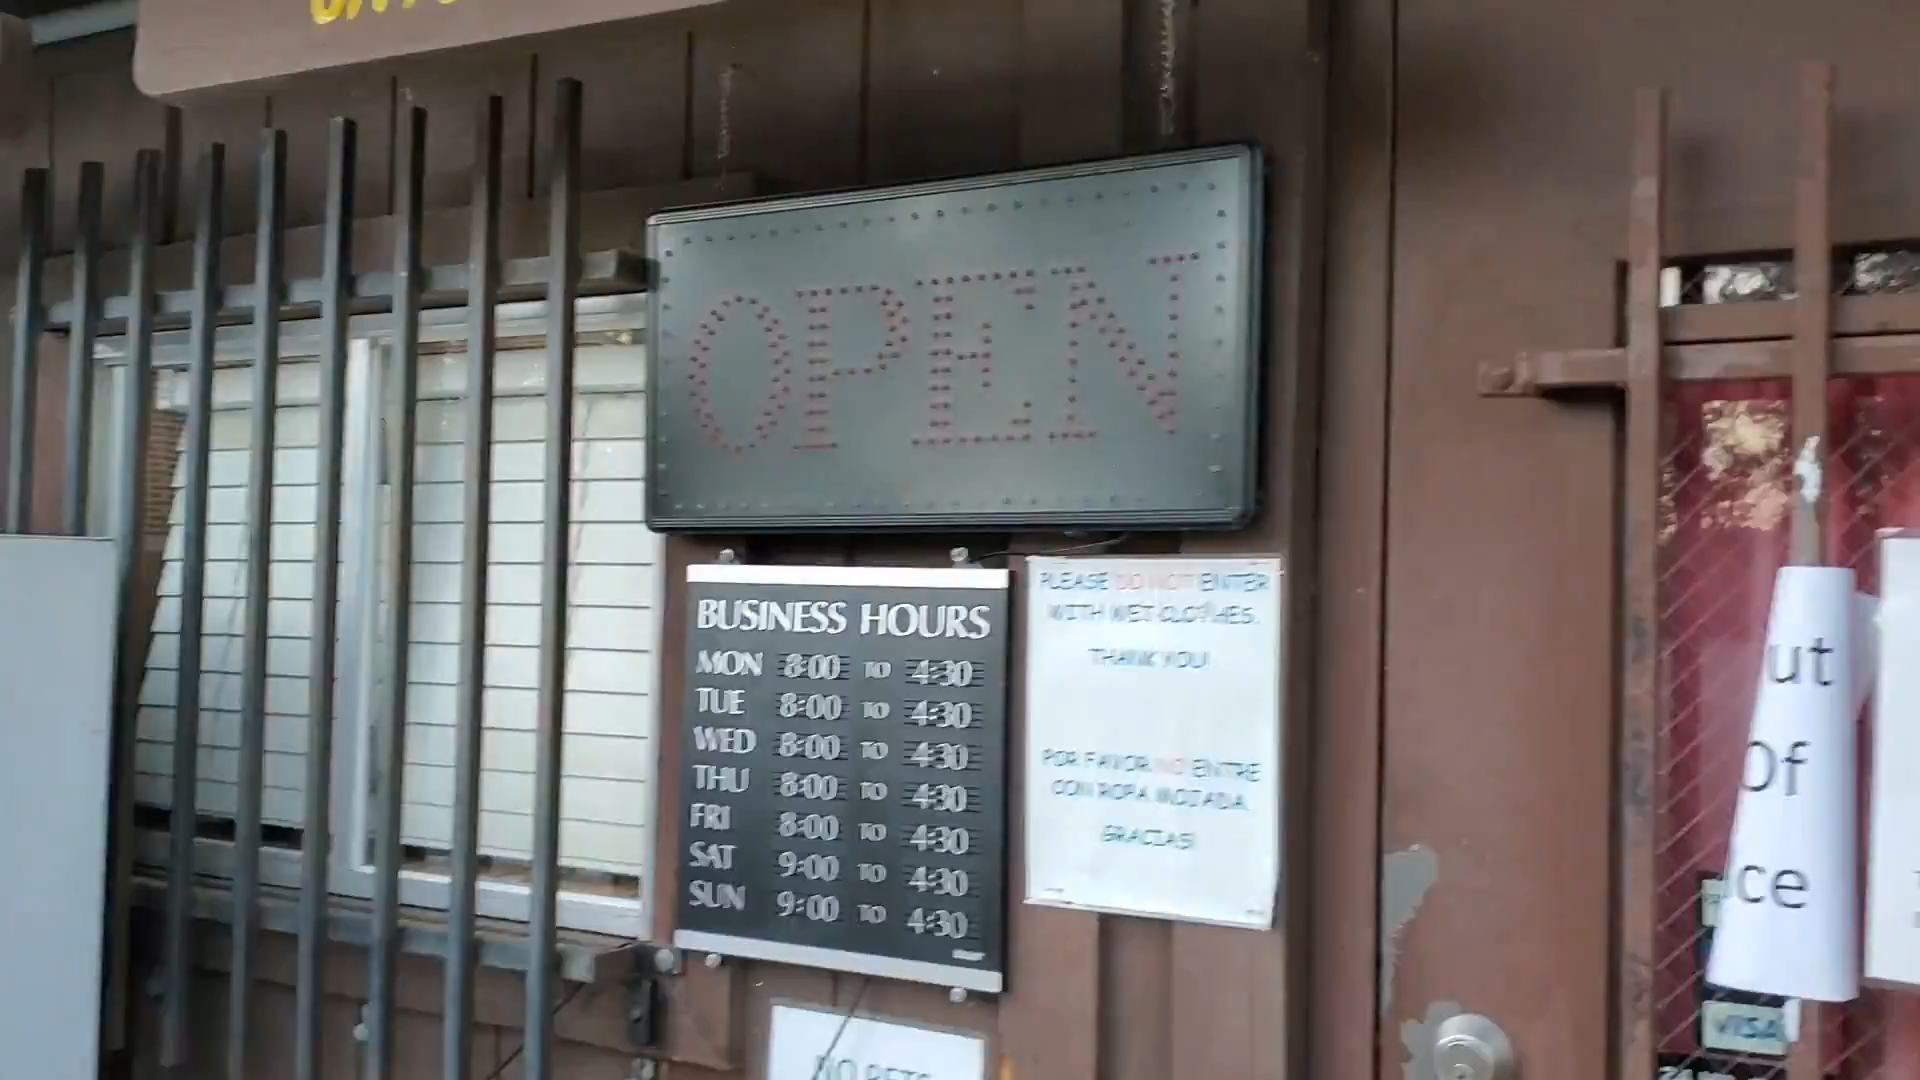 OPEN
BUSINESS HOURS
MON 8:00 TO 4:30
TUE 8:00 TO 4:30
WED 8:00 TO 4:30
THU 8:00 TO 4:30
FRI 8:00 TO 4:30
SAT 9:00 TO 4:30
SUN 9:00 TO 4:30
PLEASE DO NOT ENTER
WITH WET CLOTHES.
THANK YOU!
POR FAVOR NO ENTRE
CON ROPA MOJADA.
GRACIAS!
NO PETS
ut
Of
ce
VISA